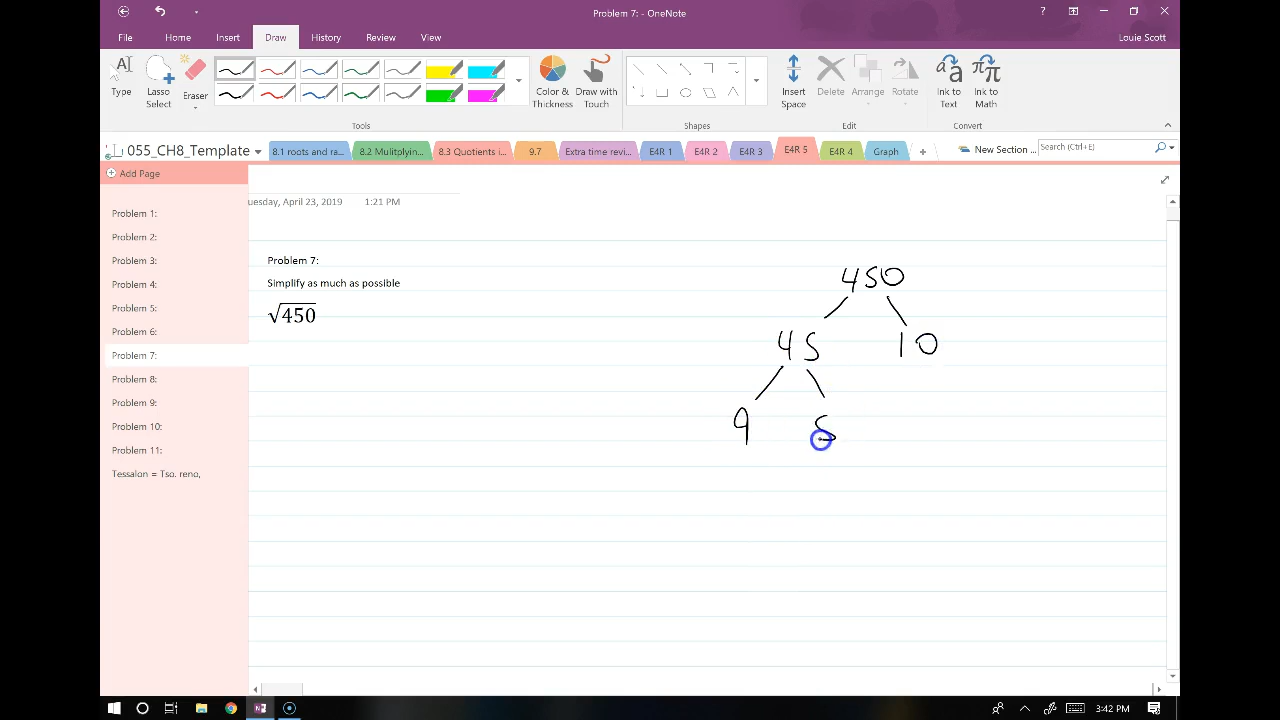 Problem 7: - OneNote
?
File Home Insert Draw History Review View
Louie Scott
Type
Lasso Select
Eraser
Color & Thickness
Draw with Touch
Insert Space
Delete
Arrange
Rotate
Ink to Text
Ink to Math
Tools
Shapes
Edit
Convert
055_CH8_Template
8.1 roots and ra...
8.2 Mulitplyin...
8.3 Quotients i...
9.7
Extra time revi...
E4R 1
E4R 2
E4R 3
E4R 5
E4R 4
Graph
+
New Section ...
Search (Ctrl+E)
Add Page
Problem 1:
Problem 2:
Problem 3:
Problem 4:
Problem 5:
Problem 6:
Problem 7:
Problem 8:
Problem 9:
Problem 10:
Problem 11:
Tessalon = Tso. reno,
uesday, April 23, 2019 1:21 PM
Problem 7:
Simplify as much as possible
√450
450
45 10
9 5
3:42 PM